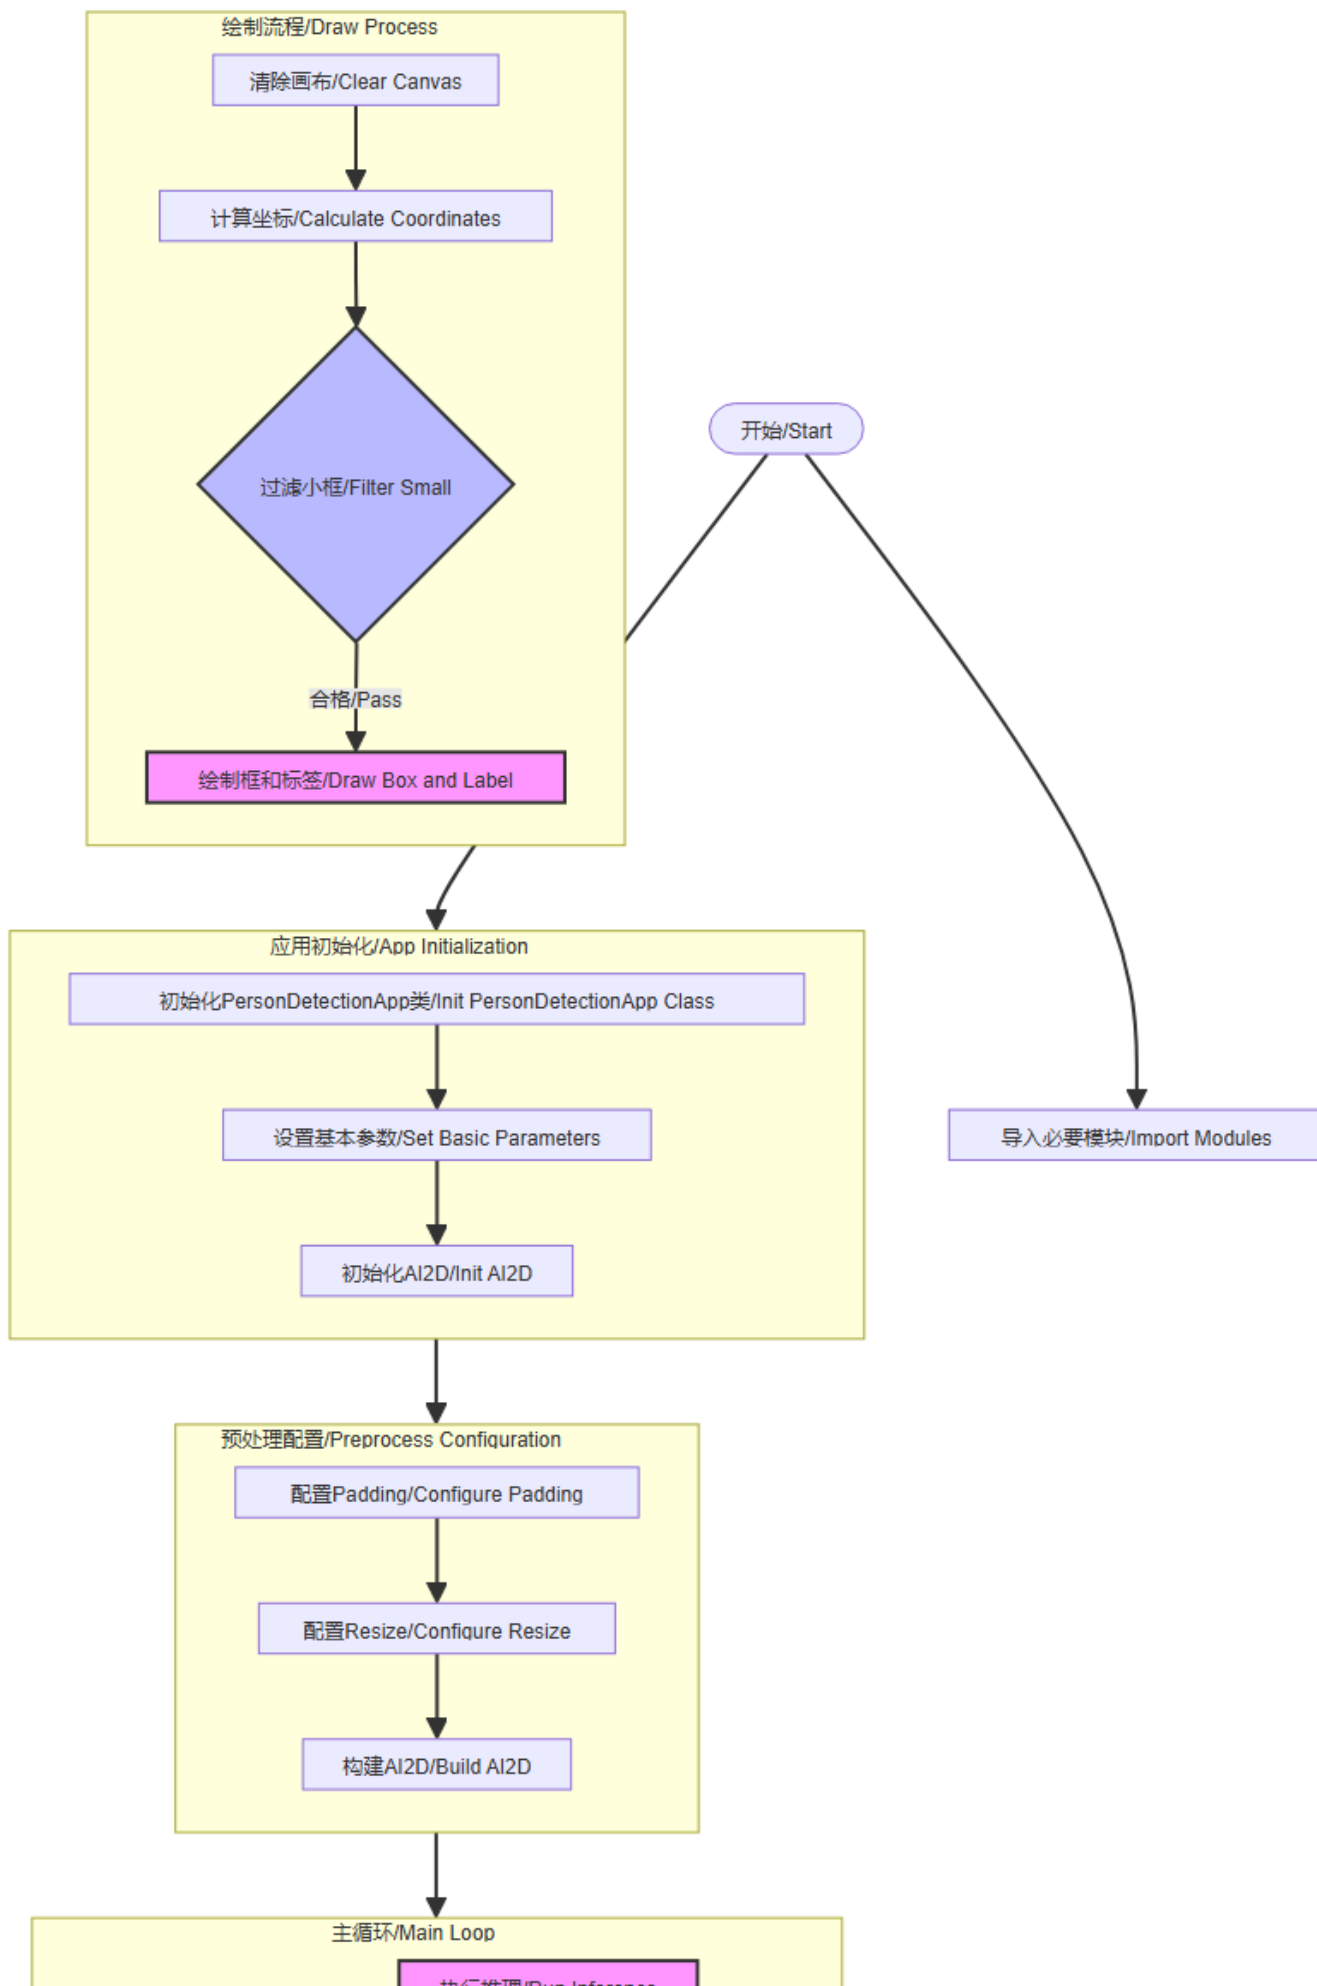 绘制流程/Draw Process
清除画布/Clear Canvas
计算坐标/Calculate Coordinates
开始/Start
过滤小框/Filter Small
合格/Pass
绘制框和标签/Draw Box and Label
应用初始化/App Initialization
初始化PersonDetectionApp类/Init PersonDetectionApp Class
设置基本参数/Set Basic Parameters
导入必要模块/Import Modules
初始化AI2D/Init AI2D
预处理配置/Preprocess Configuration
配置Padding/Configure Padding
配置Resize/Configure Resize
构建AI2D/Build AI2D
主循环/Main Loop
执行推理/Run Inference